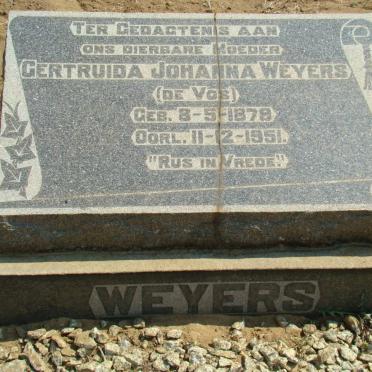 TER GEDAGTENIS AAN
ONS DIERBARE MOEDER
GERTRUIDA JOHANNA WEYERS
(DE VOS)
GEB. 8-5-1878
OORL. 11-2-1951.
"RUS IN VREDE."
WEYERS